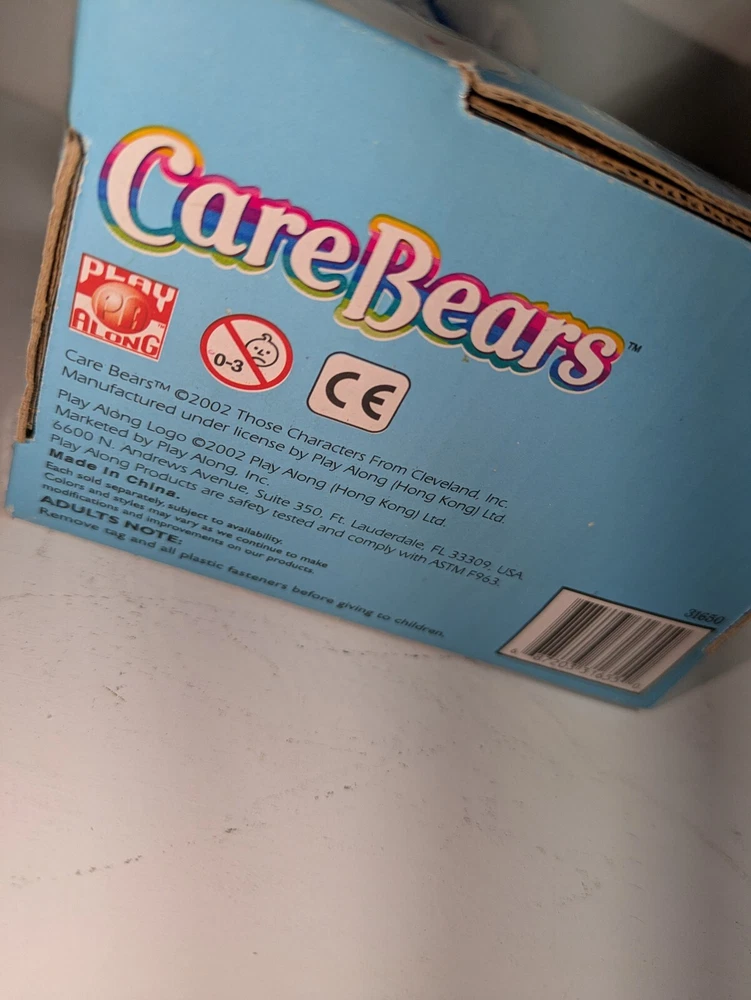 Care Bears™
PLAY
PA
ALONG™
0-3
CE
Care Bears™ ©2002 Those Characters From Cleveland, Inc.
Manufactured under license by Play Along (Hong Kong) Ltd.
Play Along Logo ©2002 Play Along (Hong Kong) Ltd.
Marketed by Play Along, Inc.
6600 N. Andrews Avenue, Suite 350, Ft. Lauderdale, FL 33309, USA
Play Along Products are safety tested and comply with ASTM F963.
Made In China.
Each sold separately, subject to availability.
Colors and styles may vary as we continue to make
modifications and improvements on our products.
ADULTS NOTE:
Remove tag and all plastic fasteners before giving to children.
31650